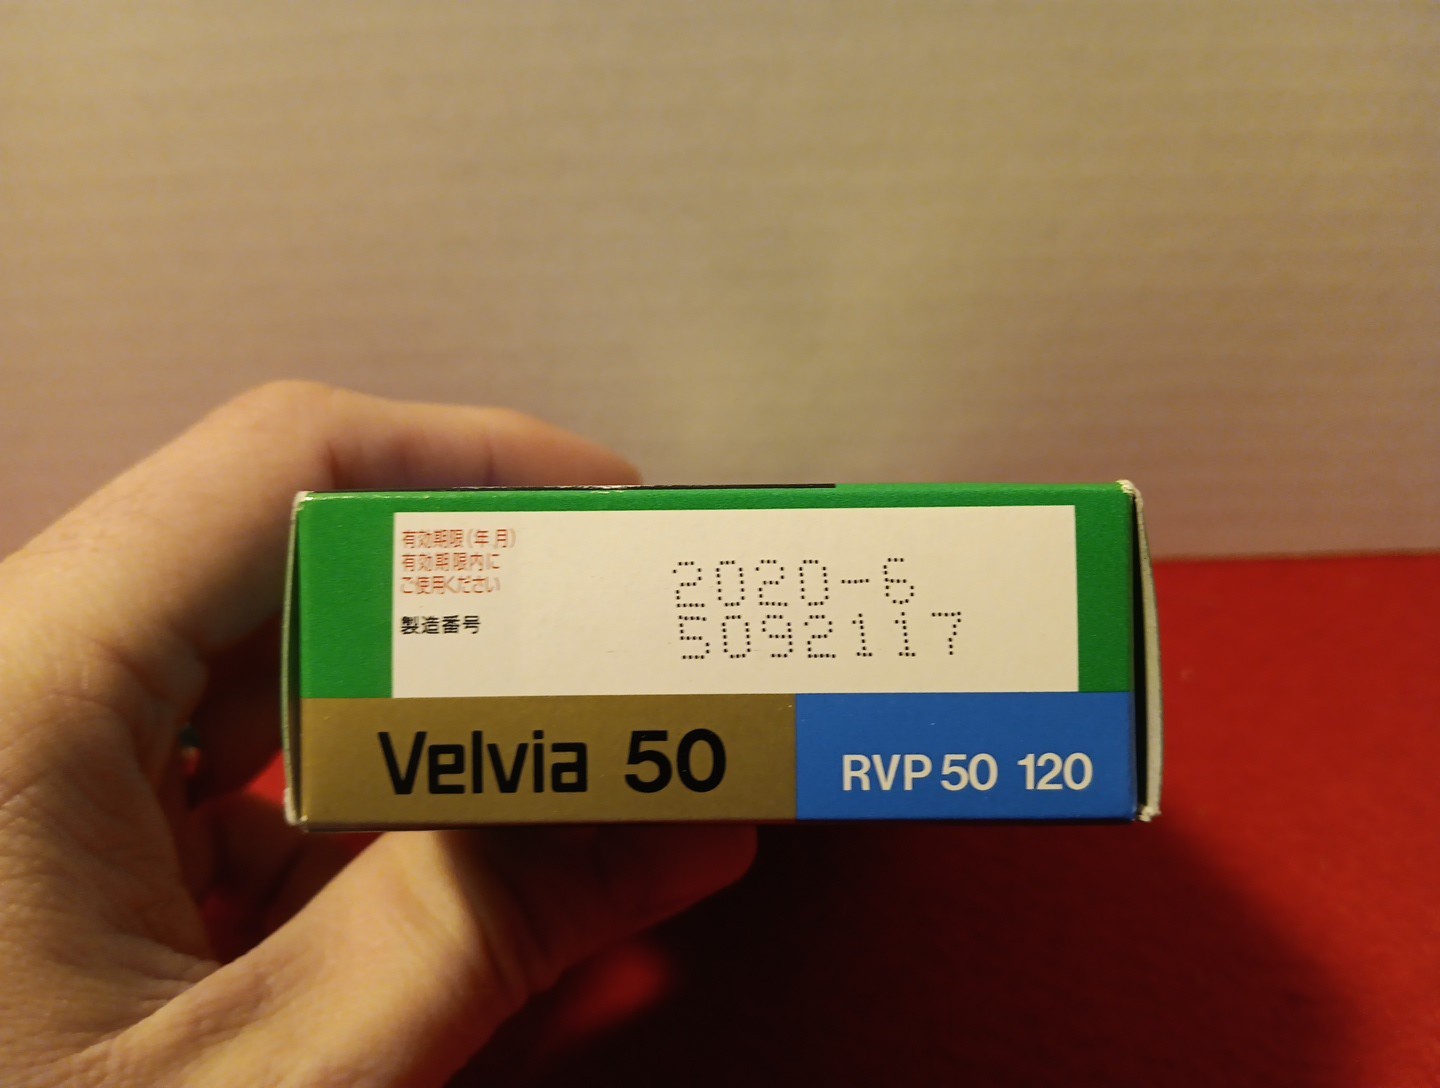 有効期限(年月)
有効期限内に
ご使用ください
2020-6
製造番号
5092117
Velvia 50
RVP 50 120